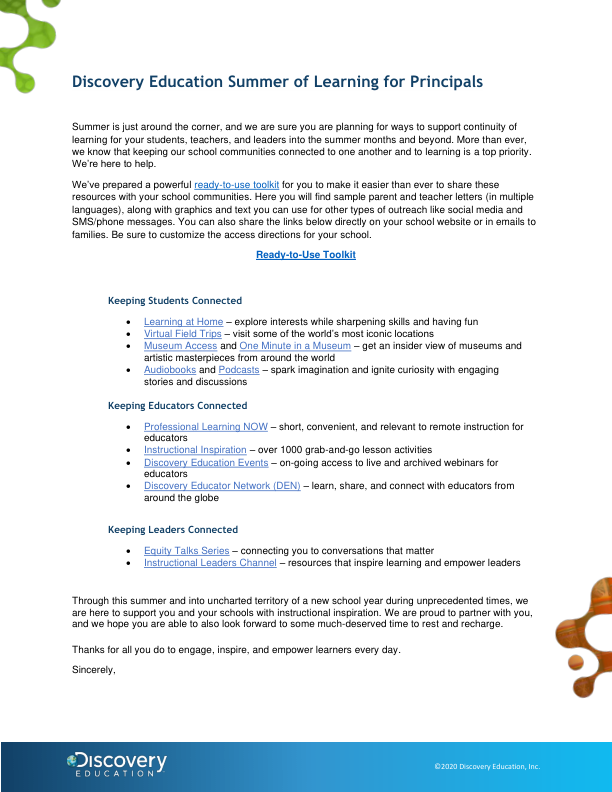 Discovery Education Summer of Learning for Principals
Summer is just around the corner, and we are sure you are planning for ways to support continuity of
learning for your students, teachers, and leaders into the summer months and beyond. More than ever,
we know that keeping our school communities connected to one another and to learning is a top priority.
We're here to help.
We've prepared a powerful ready-to-use toolkit for you to make it easier than ever to share these
resources with your school communities. Here you will find sample parent and teacher letters (in multiple
languages), along with graphics and text you can use for other types of outreach like social media and
SMS/phone messages. You can also share the links below directly on your school website or in emails to
families. Be sure to customize the access directions for your school.
Ready-to-Use Toolkit
Keeping Students Connected
• Learning at Home – explore interests while sharpening skills and having fun
• Virtual Field Trips – visit some of the world's most iconic locations
• Museum Access and One Minute in a Museum – get an insider view of museums and
artistic masterpieces from around the world
• Audiobooks and Podcasts – spark imagination and ignite curiosity with engaging
stories and discussions
Keeping Educators Connected
• Professional Learning NOW – short, convenient, and relevant to remote instruction for
educators
• Instructional Inspiration – over 1000 grab-and-go lesson activities
• Discovery Education Events – on-going access to live and archived webinars for
educators
• Discovery Educator Network (DEN) – learn, share, and connect with educators from
around the globe
Keeping Leaders Connected
• Equity Talks Series – connecting you to conversations that matter
• Instructional Leaders Channel – resources that inspire learning and empower leaders
Through this summer and into uncharted territory of a new school year during unprecedented times, we
are here to support you and your schools with instructional inspiration. We are proud to partner with you,
and we hope you are able to also look forward to some much-deserved time to rest and recharge.
Thanks for all you do to engage, inspire, and empower learners every day.
Sincerely,
Discovery
EDUCATION
©2020 Discovery Education, Inc.